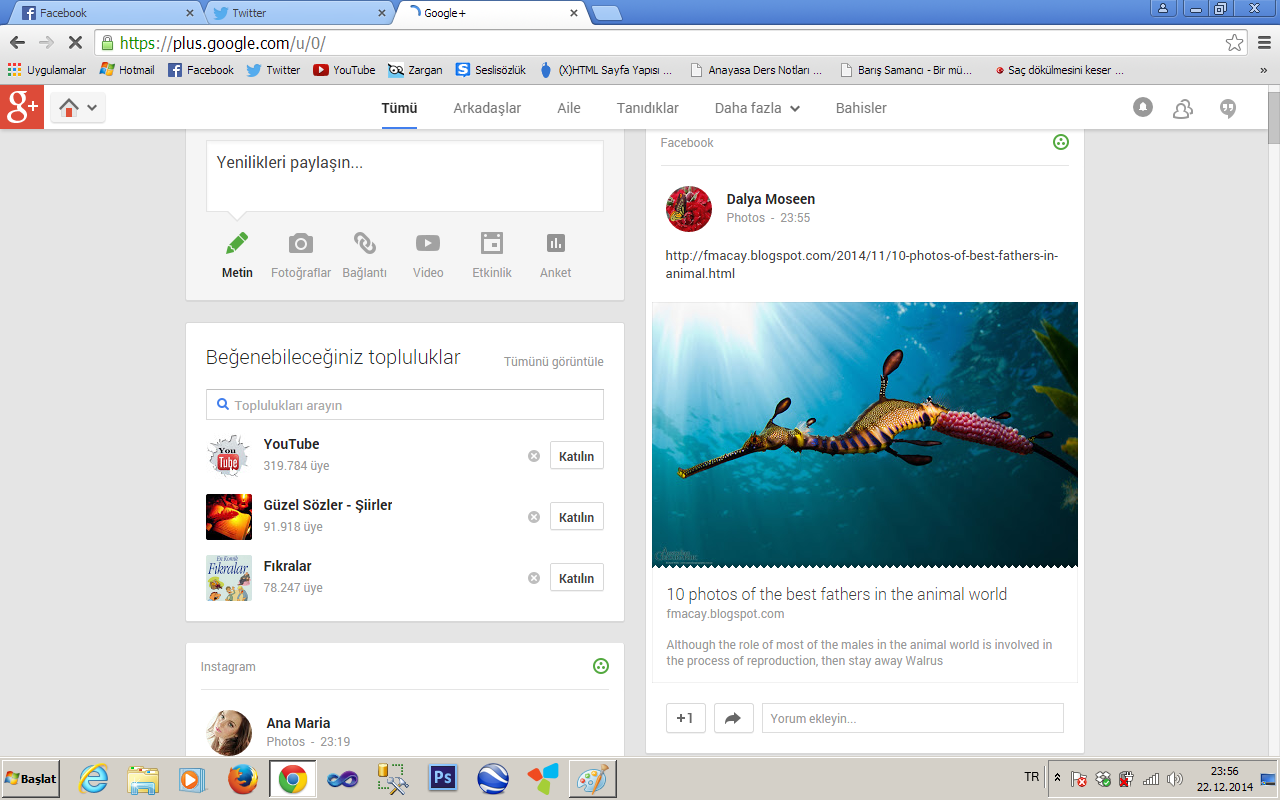 Facebook
Twitter
Google+
https://plus.google.com/u/0/
Uygulamalar
Hotmail
Facebook
Twitter
YouTube
Zargan
Seslisözlük
(X)HTML Sayfa Yapısı ...
Anayasa Ders Notları ...
Barış Samancı - Bir mü...
Saç dökülmesini keser ...
»
g+
Tümü
Arkadaşlar
Aile
Tanıdıklar
Daha fazla
Bahisler
Yenilikleri paylaşın...
Metin
Fotoğraflar
Bağlantı
Video
Etkinlik
Anket
Beğenebileceğiniz topluluklar
Tümünü görüntüle
Toplulukları arayın
You
Tube
YouTube
319.784 üye
Katılın
Güzel Sözler - Şiirler
91.918 üye
Katılın
En Komik
Fıkralar
Fıkralar
78.247 üye
Katılın
Instagram
Ana Maria
Photos - 23:19
Facebook
Dalya Moseen
Photos - 23:55
http://fmacay.blogspot.com/2014/11/10-photos-of-best-fathers-in-
animal.html
10 photos of the best fathers in the animal world
fmacay.blogspot.com
Although the role of most of the males in the animal world is involved in
the process of reproduction, then stay away Walrus
+1
Yorum ekleyin...
Başlat
Ps
TR
23:56
22.12.2014